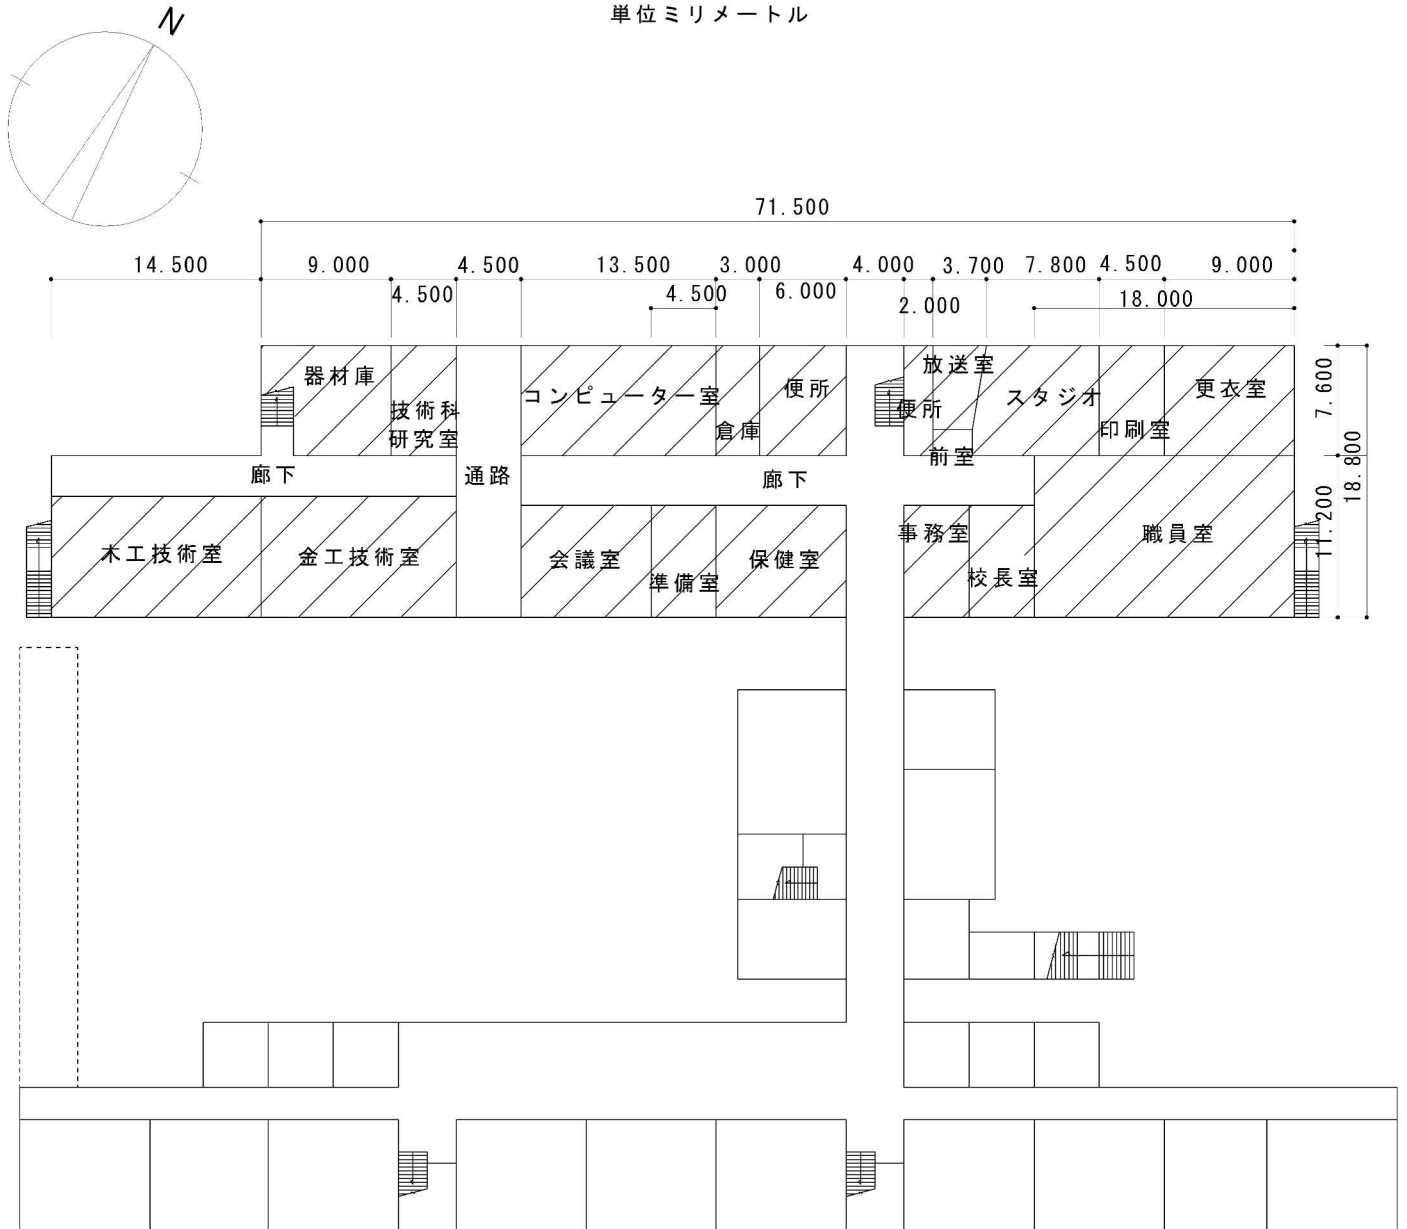 単位ミリメートル
N
71.500
14.500 9.000 4.500 13.500 3.000 4.000 3.700 7.800 4.500 9.000
4.500 4.500 6.000 2.000 18.000
器材庫
技術科
研究室
コンピューター室
倉庫
便所
便所
放送室
前室
スタジオ
印刷室
更衣室
7.600
18.800
11.200
廊下
通路
廊下
木工技術室
金工技術室
会議室
準備室
保健室
事務室
校長室
職員室